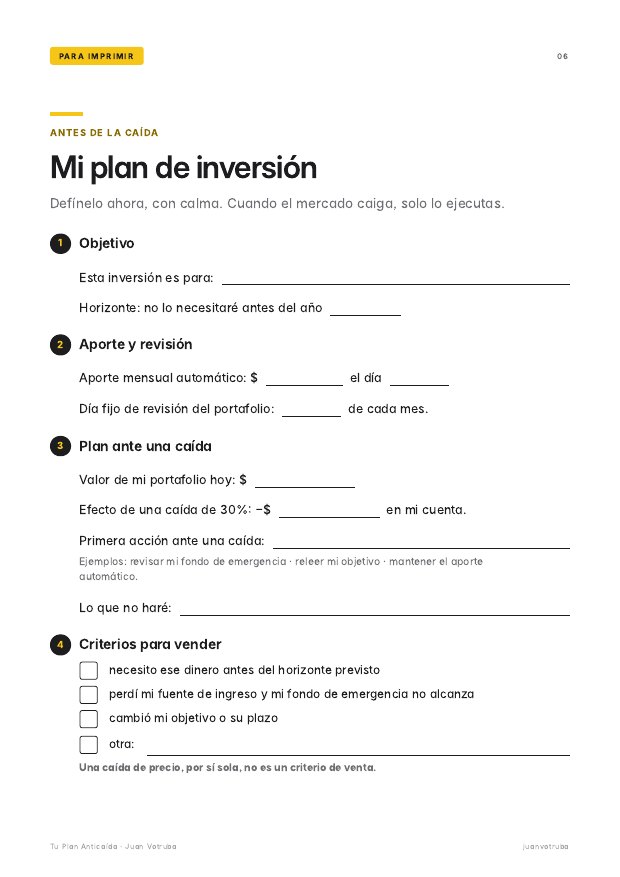 PARA IMPRIMIR
06
ANTES DE LA CAÍDA
Mi plan de inversión
Defínelo ahora, con calma. Cuando el mercado caiga, solo lo ejecutas.
1 Objetivo
Esta inversión es para:
Horizonte: no lo necesitaré antes del año
2 Aporte y revisión
Aporte mensual automático: $ el día
Día fijo de revisión del portafolio: de cada mes.
3 Plan ante una caída
Valor de mi portafolio hoy: $
Efecto de una caída de 30%: −$ en mi cuenta.
Primera acción ante una caída:
Ejemplos: revisar mi fondo de emergencia · releer mi objetivo · mantener el aporte
automático.
Lo que no haré:
4 Criterios para vender
necesito ese dinero antes del horizonte previsto
perdí mi fuente de ingreso y mi fondo de emergencia no alcanza
cambió mi objetivo o su plazo
otra:
Una caída de precio, por sí sola, no es un criterio de venta.
Tu Plan Anticaída · Juan Votruba
juanvotruba